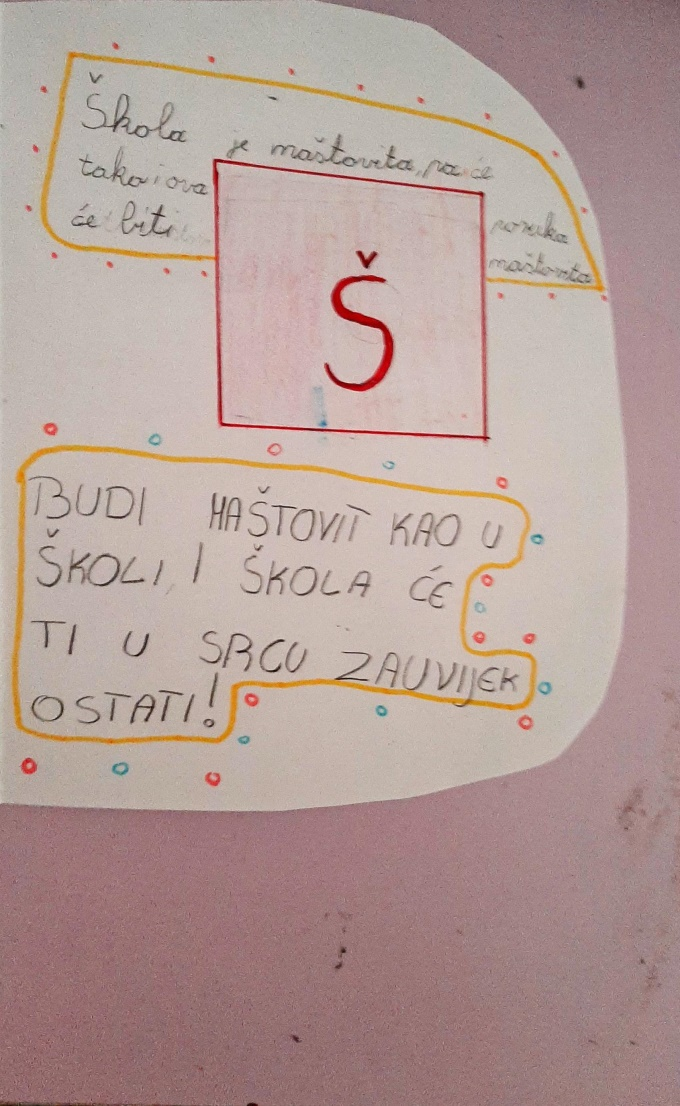 Škola je maštovita, pa će
tako i ova poruka
će biti maštovita
Š
BUDI MAŠTOVIT KAO U
ŠKOLI, I ŠKOLA ĆE
TI U SRCU ZAUVIJEK
OSTATI!